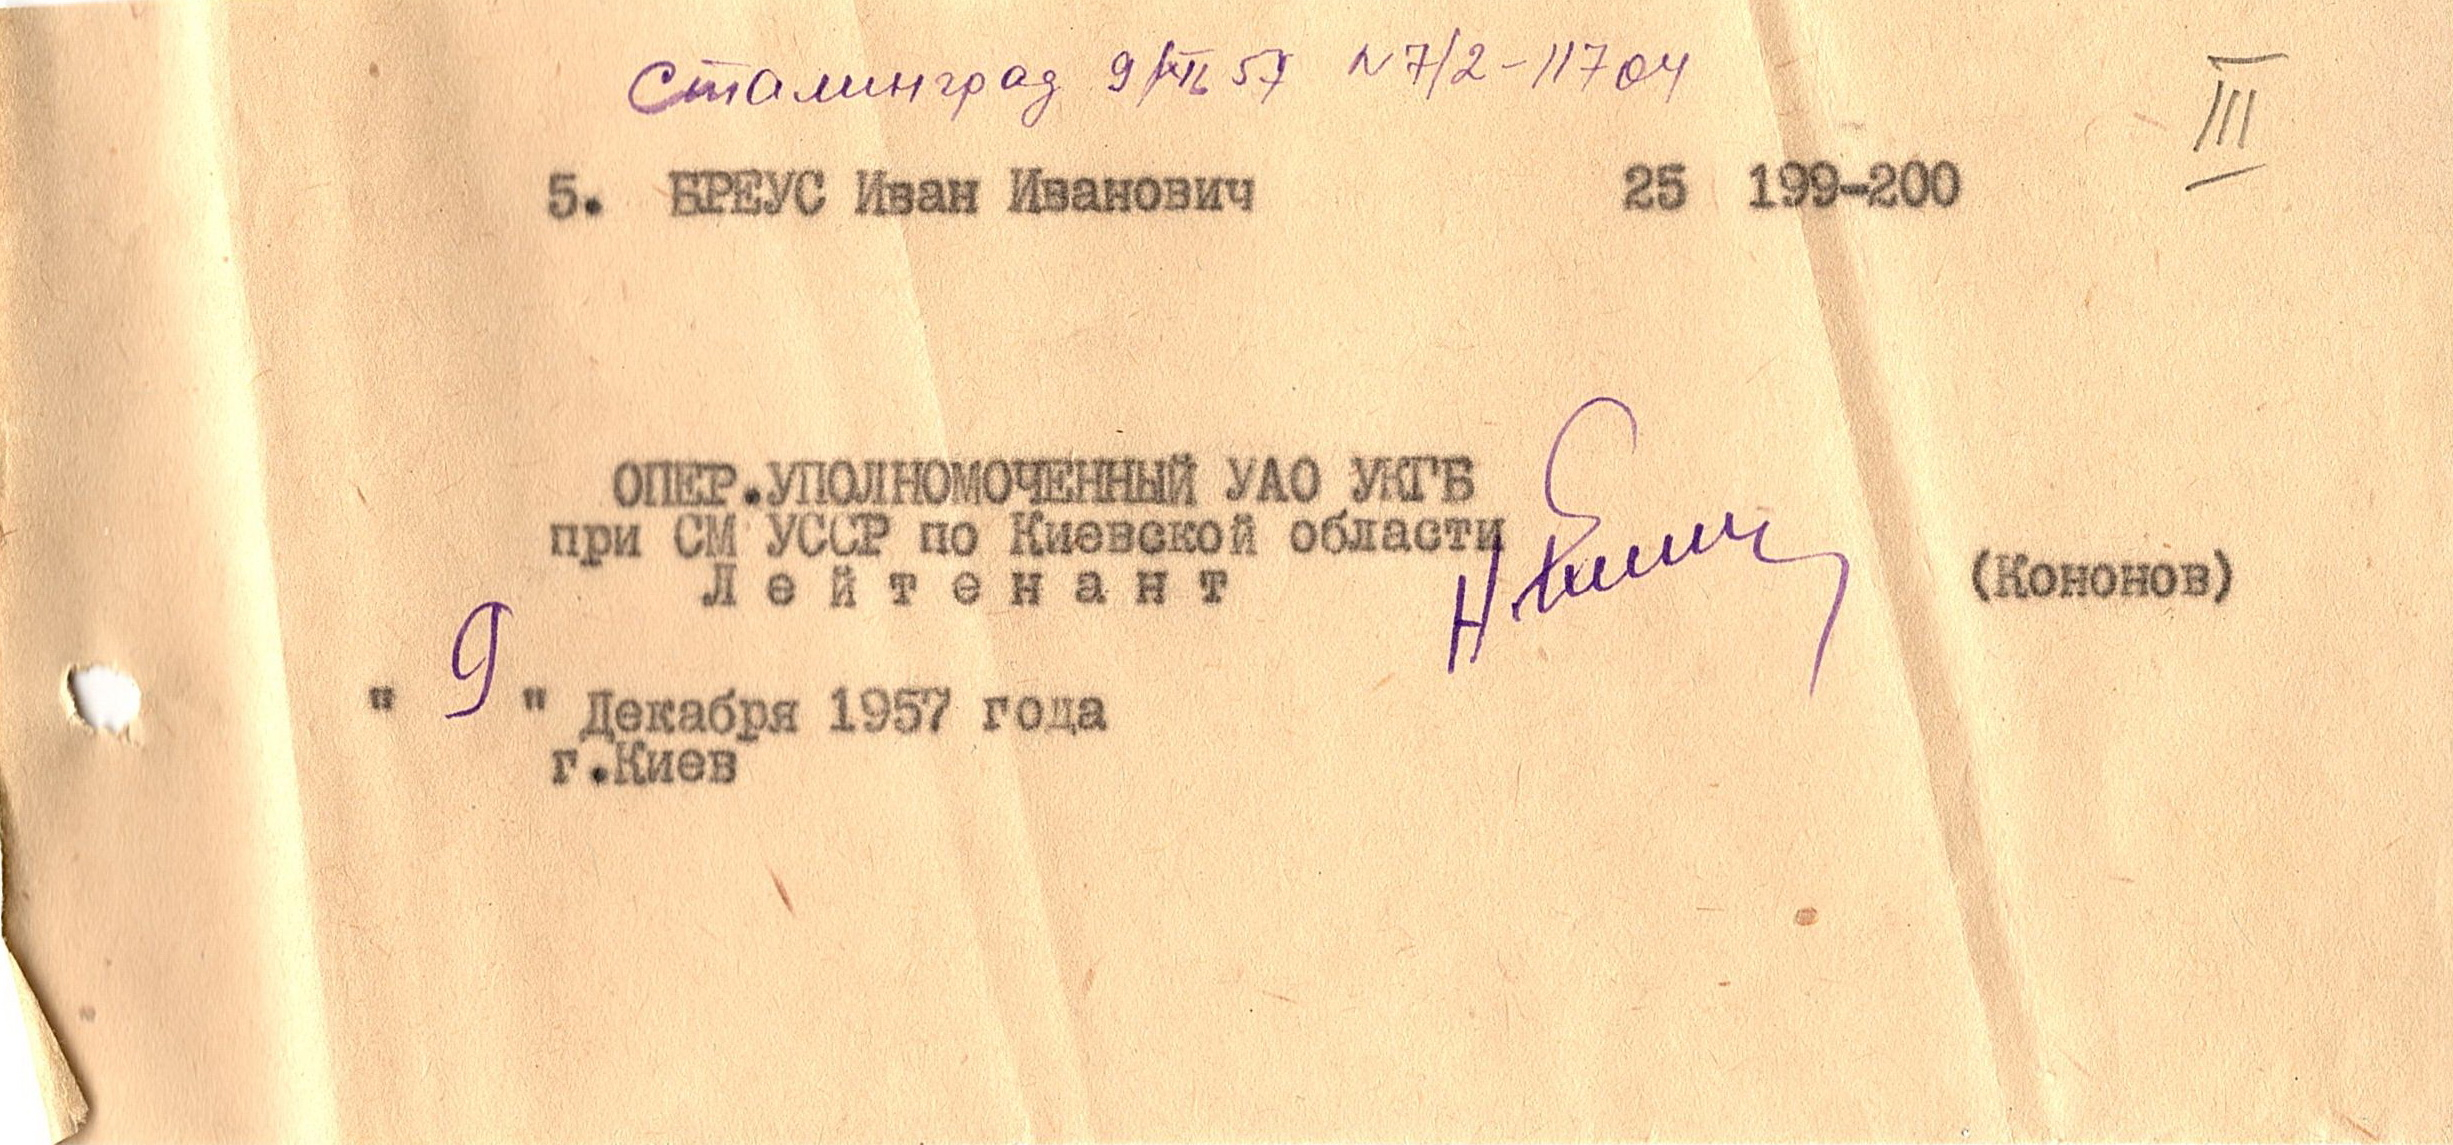 Сталинград 9/XII 57 N 7/2-11704
III
5. БРЕУС Иван Иванович 25 199-200
ОПЕР.УПОЛНОМОЧЕННЫЙ УАО УКГБ
при СМ УССР по Киевской области
Лейтенант
(Кононов)
" 9 " Декабря 1957 года
г.Киев